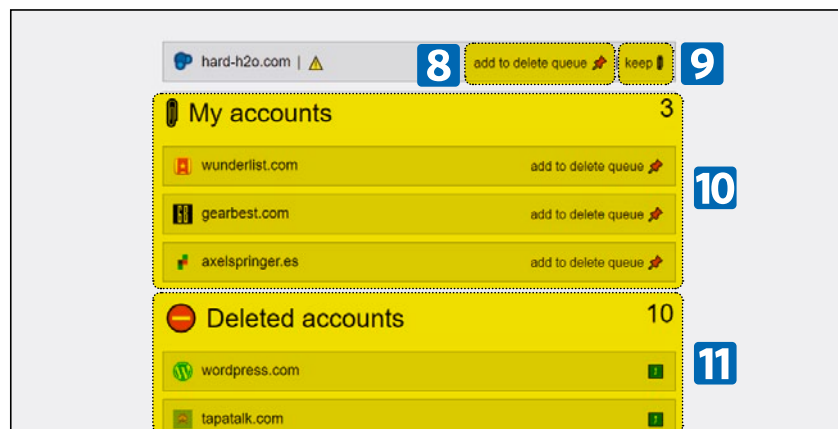 hard-h2o.com | 8 add to delete queue keep 9
My accounts 3
wunderlist.com add to delete queue
10
gearbest.com add to delete queue
axelspringer.es add to delete queue
Deleted accounts 10
wordpress.com
11
tapatalk.com